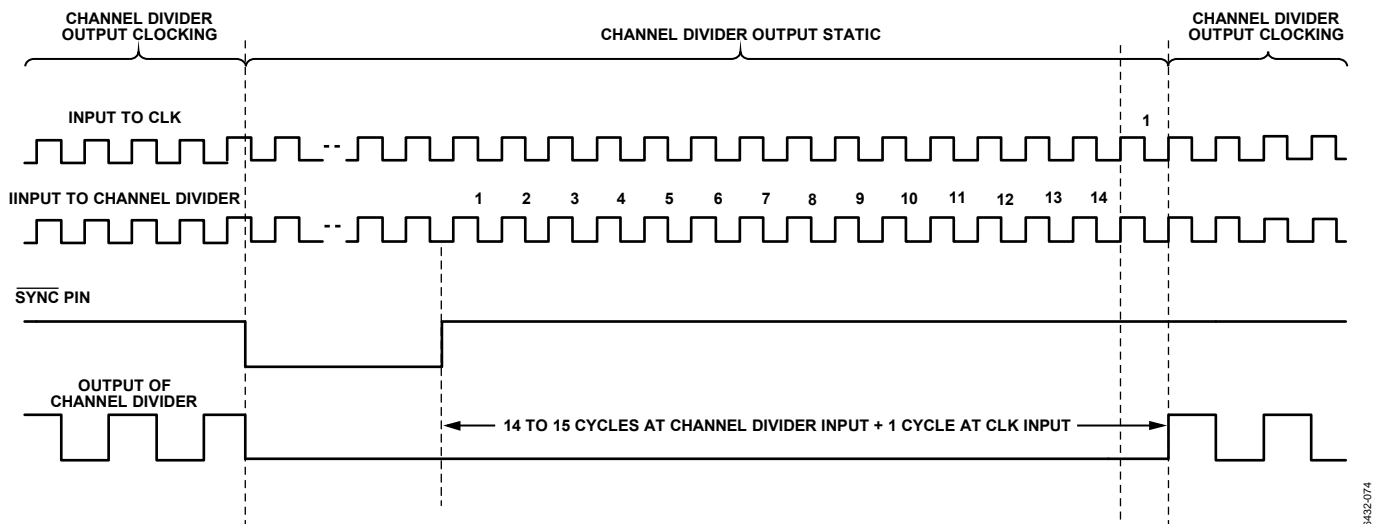 CHANNEL DIVIDER
OUTPUT CLOCKING
CHANNEL DIVIDER OUTPUT STATIC
CHANNEL DIVIDER
OUTPUT CLOCKING
INPUT TO CLK
1
IINPUT TO CHANNEL DIVIDER
1 2 3 4 5 6 7 8 9 10 11 12 13 14
SYNC PIN
OUTPUT OF
CHANNEL DIVIDER
14 TO 15 CYCLES AT CHANNEL DIVIDER INPUT + 1 CYCLE AT CLK INPUT